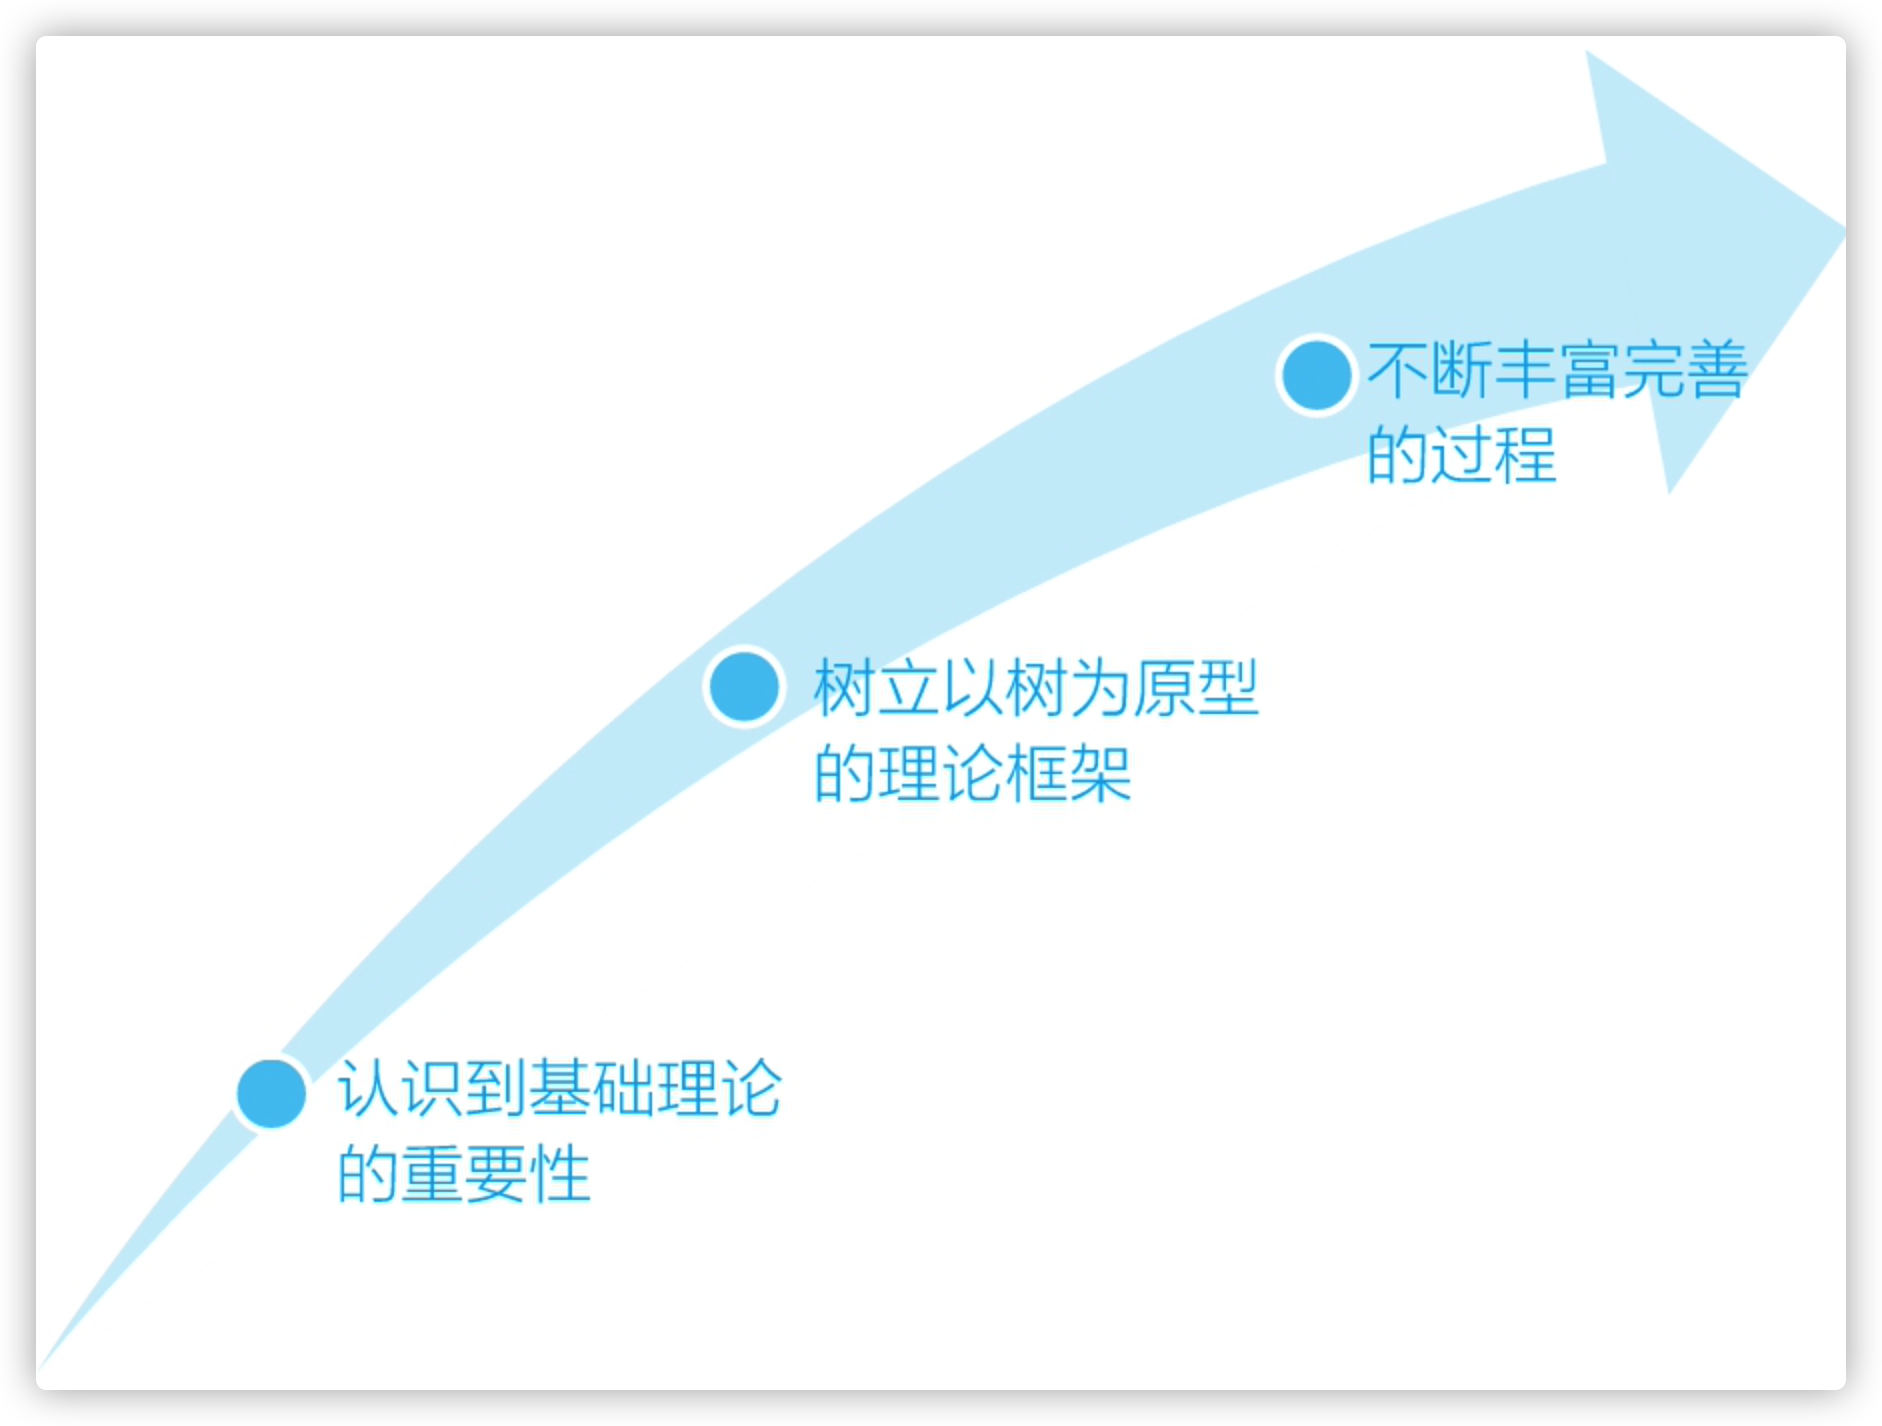 不断丰富完善
的过程
树立以树为原型
的理论框架
认识到基础理论
的重要性